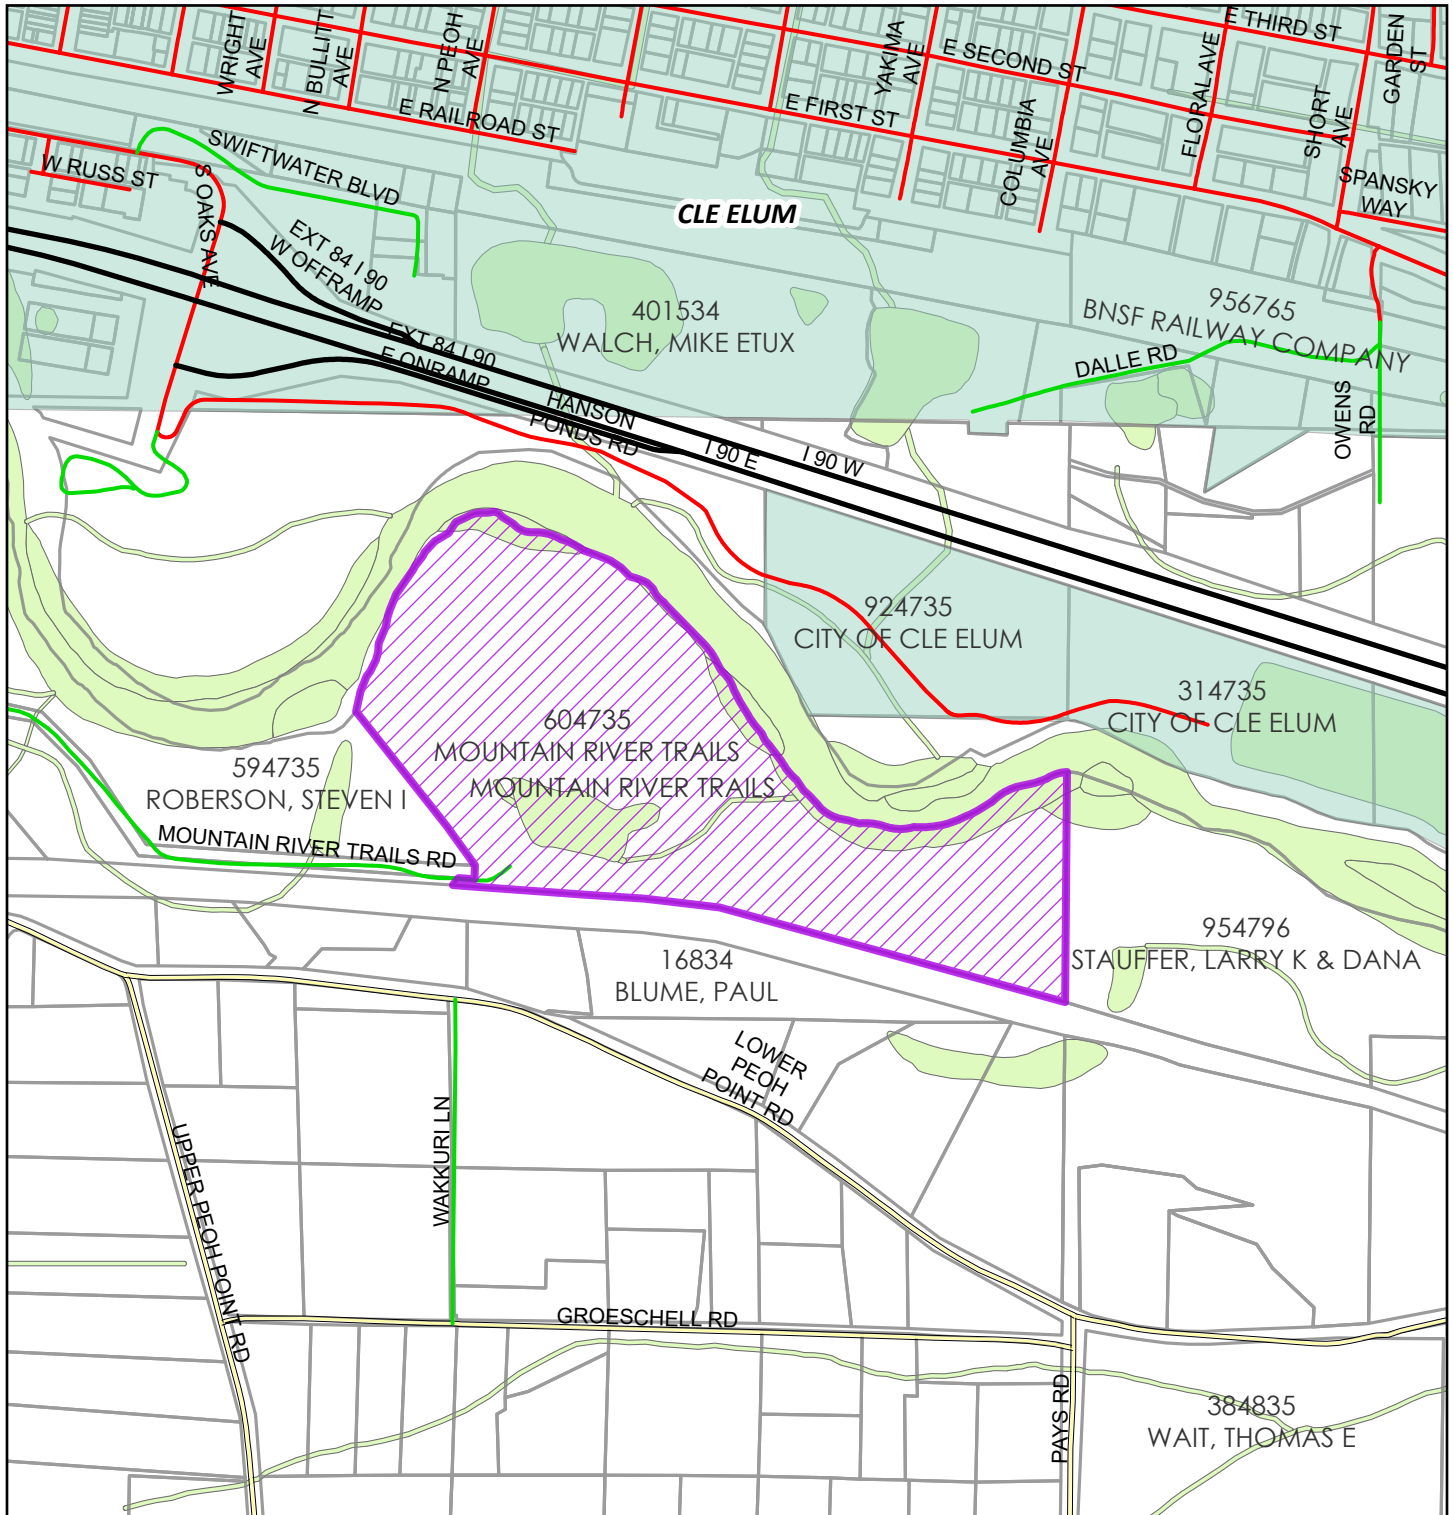 E THIRD ST
GARDEN
ST
WRIGHT
AVE
N BULLITT
AVE
N PEOH
AVE
YAKIMA
AVE
E SECOND ST
FLORAL AVE
SHORT
AVE
E RAILROAD ST
E FIRST ST
COLUMBIA
AVE
SPANSKY
WAY
W RUSS ST
SWIFTWATER BLVD
S OAKS AVE
CLE ELUM
EXT 84 I 90
W OFFRAMP
401534
WALCH, MIKE ETUX
956765
BNSF RAILWAY COMPANY
EXT 84 I 90
E ONRAMP
DALLE RD
OWENS
RD
HANSON
PONDS RD
I 90 E
I 90 W
924735
CITY OF CLE ELUM
314735
CITY OF CLE ELUM
604735
MOUNTAIN RIVER TRAILS
MOUNTAIN RIVER TRAILS
594735
ROBERSON, STEVEN I
MOUNTAIN RIVER TRAILS RD
954796
STAUFFER, LARRY K & DANA
16834
BLUME, PAUL
LOWER
PEOH
POINT RD
WAKKURI LN
UPPER PEOH POINT RD
GROESCHELL RD
PAYS RD
384835
WAIT, THOMAS E